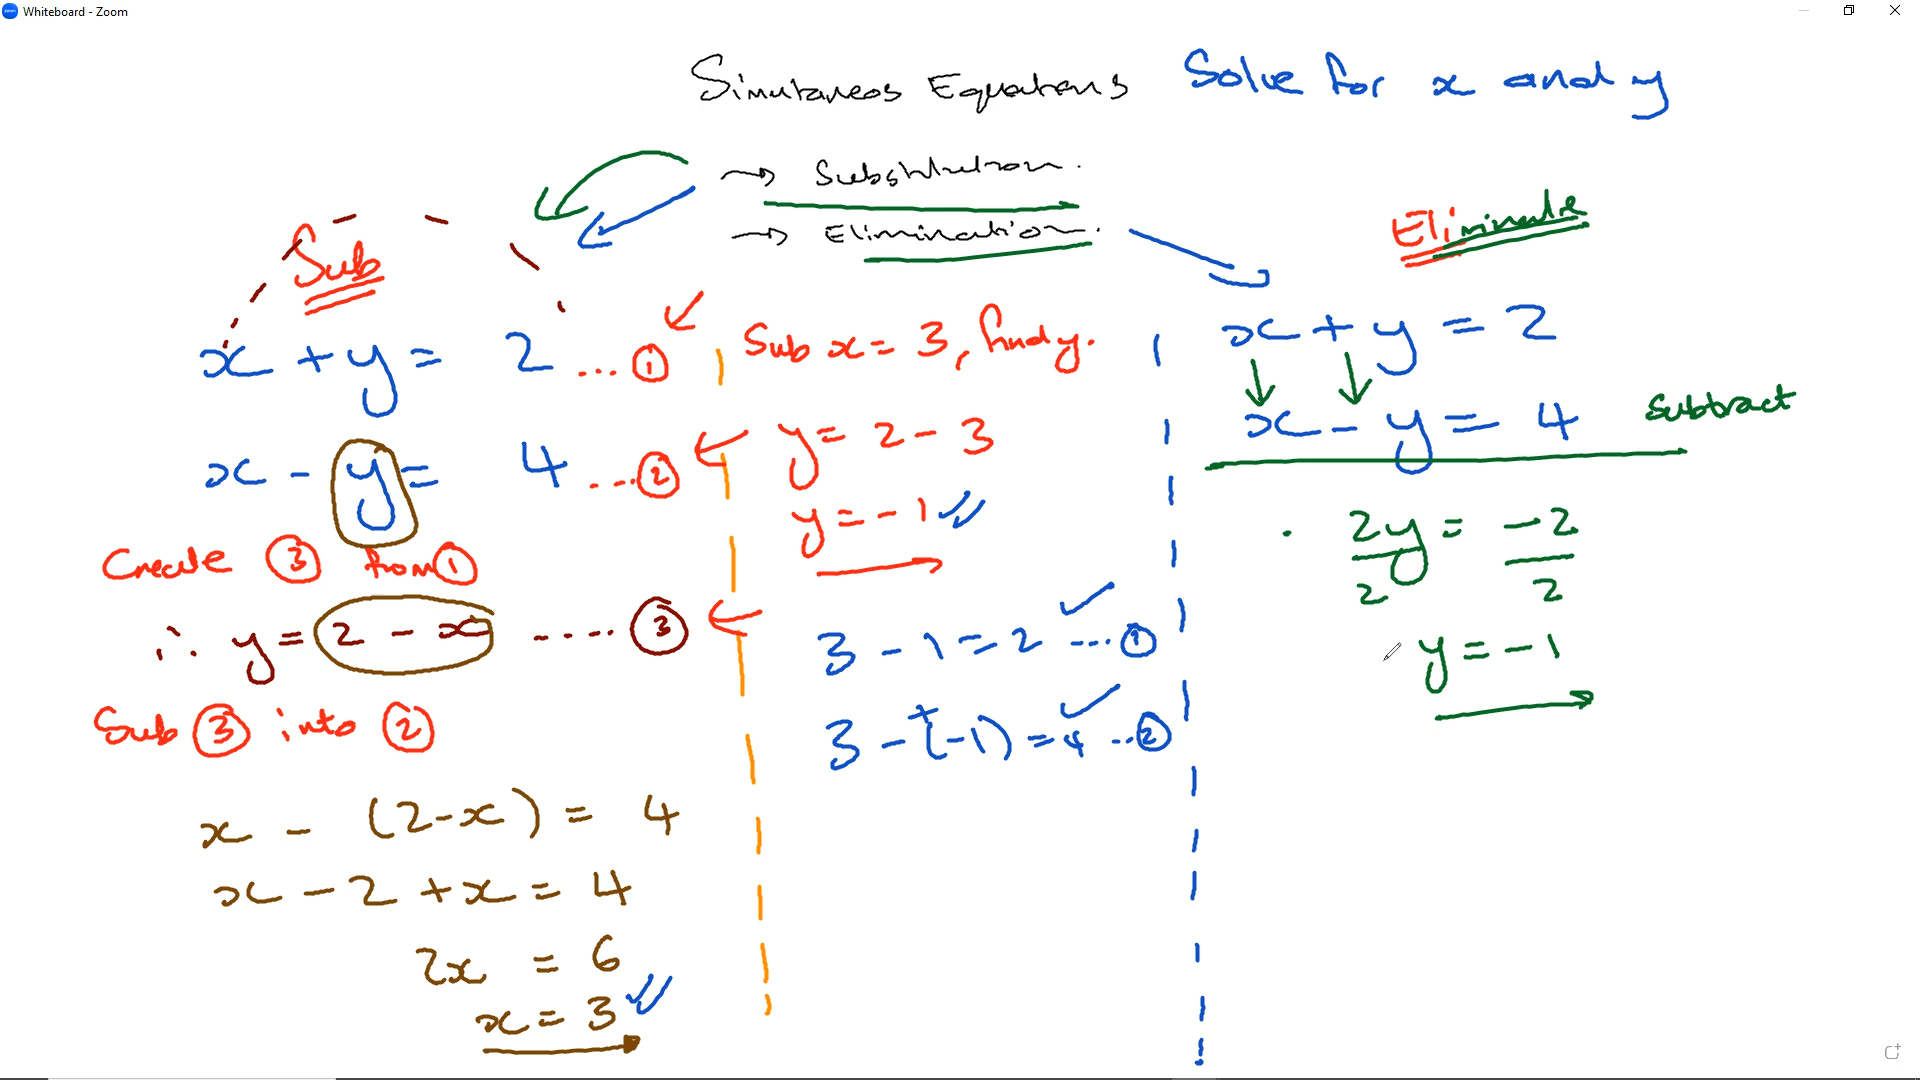 Whiteboard - Zoom
Simultaneos Equations Solve for x and y
→ Substitution.
→ Elimination.
Sub
x + y = 2 ... ①
x - y = 4 ... ②
Create ③ from ①
∴ y = 2 - x ..... ③
Sub ③ into ②
x - (2-x) = 4
x - 2 + x = 4
2x = 6
x = 3
Sub x = 3, find y.
y = 2 - 3
y = -1
3 - 1 = 2 ... ①
3 - (-1) = 4 ... ②
+
Eliminate
x + y = 2
x - y = 4 subtract
. 2y = -2
2 2
y = -1